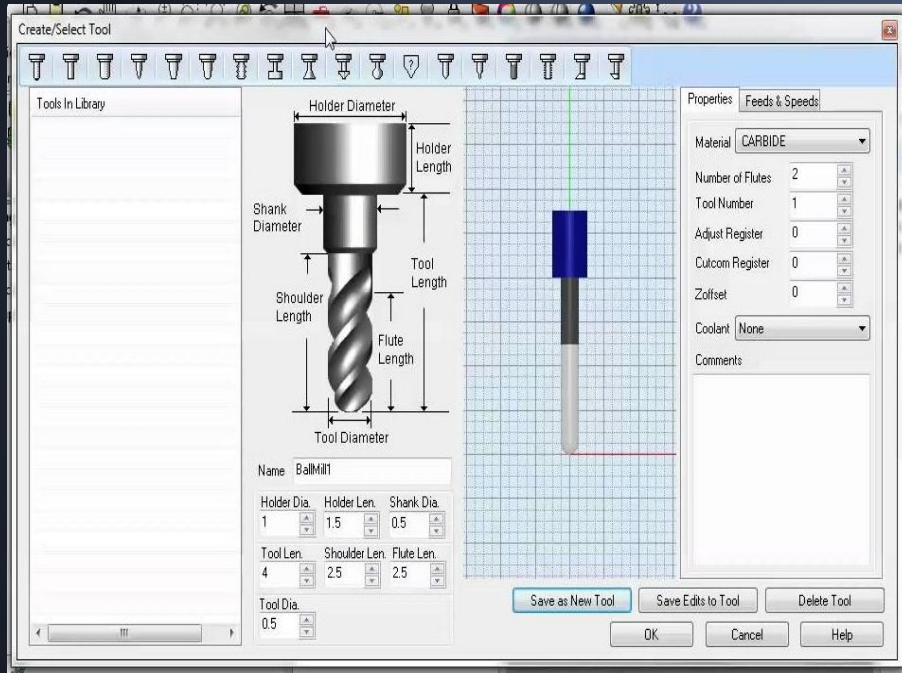 Create/Select Tool
Tools In Library
Holder Diameter
Holder
Length
Shank
Diameter
Tool
Length
Shoulder
Length
Flute
Length
Tool Diameter
Name BallMill1
Holder Dia. Holder Len. Shank Dia.
1 1.5 0.5
Tool Len. Shoulder Len. Flute Len.
4 2.5 2.5
Tool Dia.
0.5
Properties Feeds & Speeds
Material CARBIDE
Number of Flutes 2
Tool Number 1
Adjust Register 0
Cutcom Register 0
Zoffset 0
Coolant None
Comments
Save as New Tool Save Edits to Tool Delete Tool
OK Cancel Help